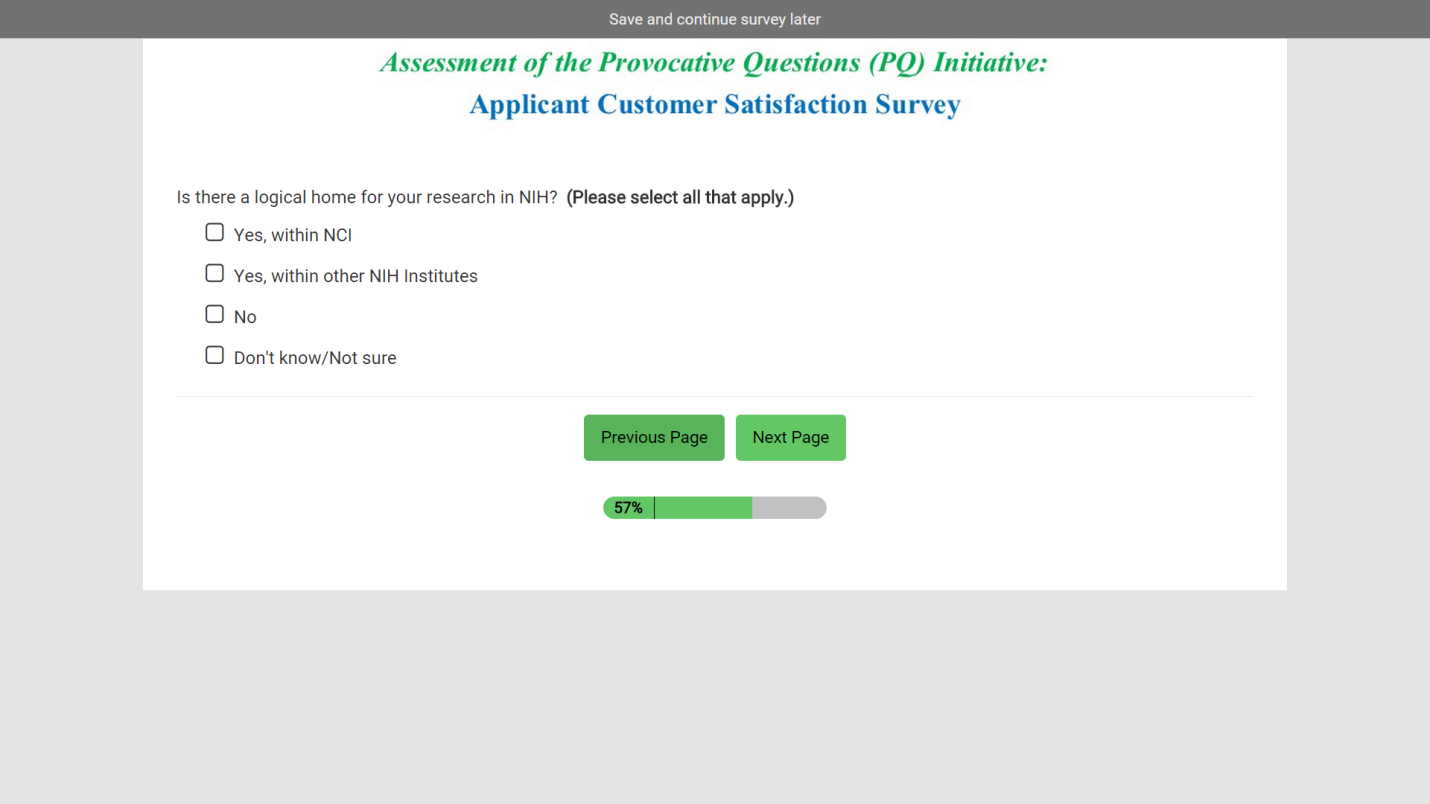 Save and continue survey later
Assessment of the Provocative Questions (PQ) Initiative:
Applicant Customer Satisfaction Survey
Is there a logical home for your research in NIH? (Please select all that apply.)
Yes, within NCI
Yes, within other NIH Institutes
No
Don't know/Not sure
Previous Page Next Page
57%